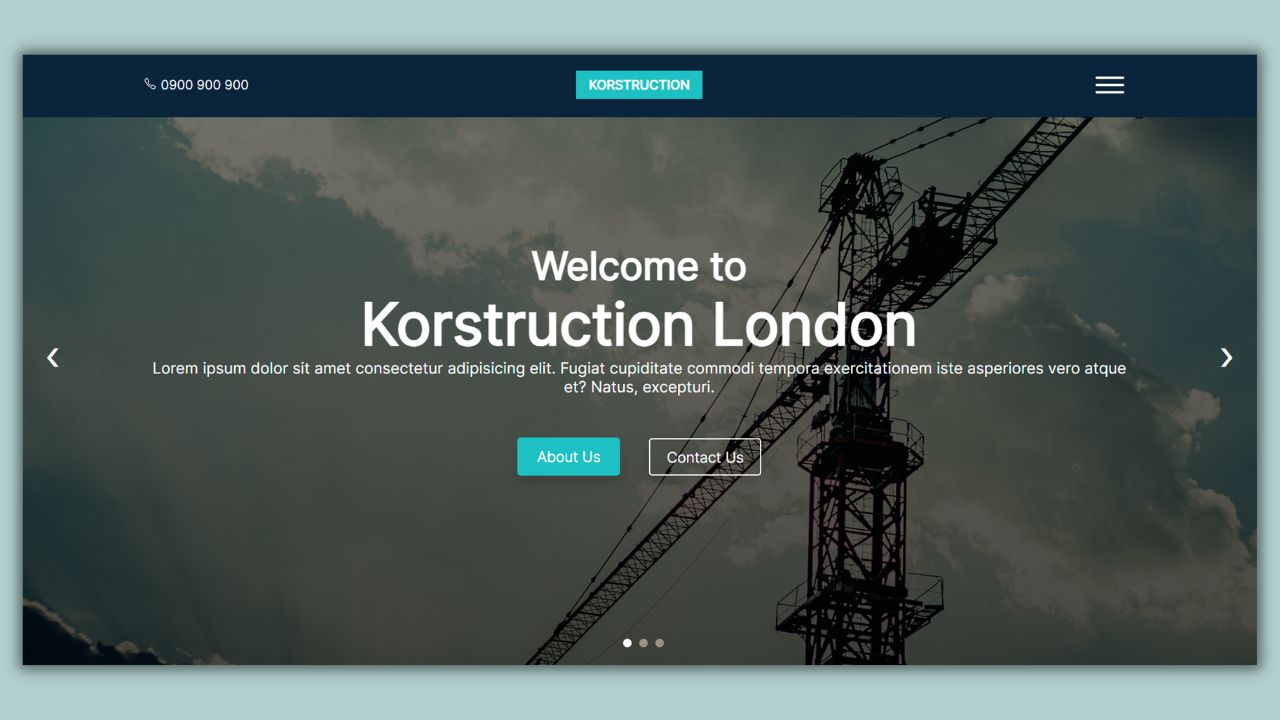 0900 900 900
KORSTRUCTION
Welcome to
Korstruction London
Lorem ipsum dolor sit amet consectetur adipisicing elit. Fugiat cupiditate commodi tempora exercitationem iste asperiores vero atque
et? Natus, excepturi.
About Us
Contact Us